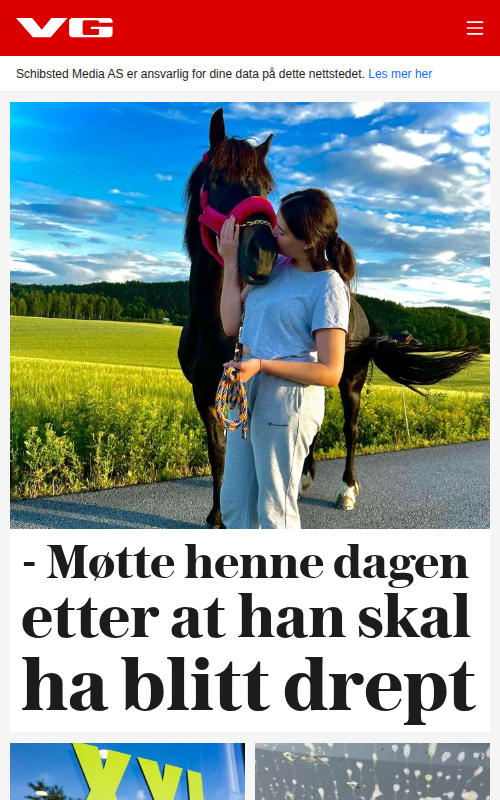 VG
Schibsted Media AS er ansvarlig for dine data på dette nettstedet. Les mer her
- Møtte henne dagen
etter at han skal
ha blitt drept
XXL